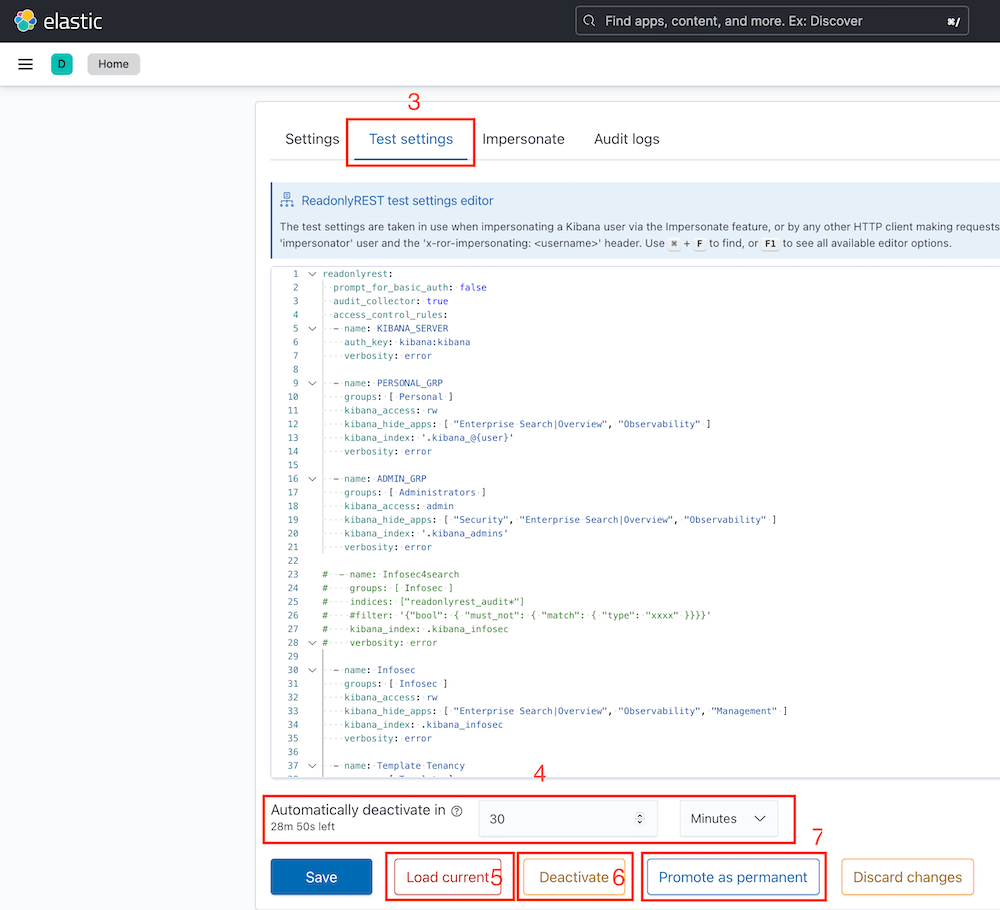 elastic
Find apps, content, and more. Ex: Discover
⌘/
D
Home
3
Settings
Test settings
Impersonate
Audit logs
ReadonlyREST test settings editor
The test settings are taken in use when impersonating a Kibana user via the Impersonate feature, or by any other HTTP client making requests
'impersonator' user and the 'x-ror-impersonating: <username>' header. Use ⌘ + F to find, or F1 to see all available editor options.
1 readonlyrest:
2 prompt_for_basic_auth: false
3 audit_collector: true
4 access_control_rules:
5 - name: KIBANA_SERVER
6 auth_key: kibana:kibana
7 verbosity: error
8
9 - name: PERSONAL_GRP
10 groups: [ Personal ]
11 kibana_access: rw
12 kibana_hide_apps: [ "Enterprise Search|Overview", "Observability" ]
13 kibana_index: '.kibana_@{user}'
14 verbosity: error
15
16 - name: ADMIN_GRP
17 groups: [ Administrators ]
18 kibana_access: admin
19 kibana_hide_apps: [ "Security", "Enterprise Search|Overview", "Observability" ]
20 kibana_index: '.kibana_admins'
21 verbosity: error
22
23 # - name: Infosec4search
24 # groups: [ Infosec ]
25 # indices: ["readonlyrest_audit*"]
26 # #filter: '{"bool": { "must_not": { "match": { "type": "xxxx" }}}}'
27 # kibana_index: .kibana_infosec
28 # verbosity: error
29
30 - name: Infosec
31 groups: [ Infosec ]
32 kibana_access: rw
33 kibana_hide_apps: [ "Enterprise Search|Overview", "Observability", "Management" ]
34 kibana_index: .kibana_infosec
35 verbosity: error
36
37 - name: Template Tenancy
4
Automatically deactivate in ?
28m 50s left
30
Minutes
7
Save
Load current 5
Deactivate 6
Promote as permanent
Discard changes